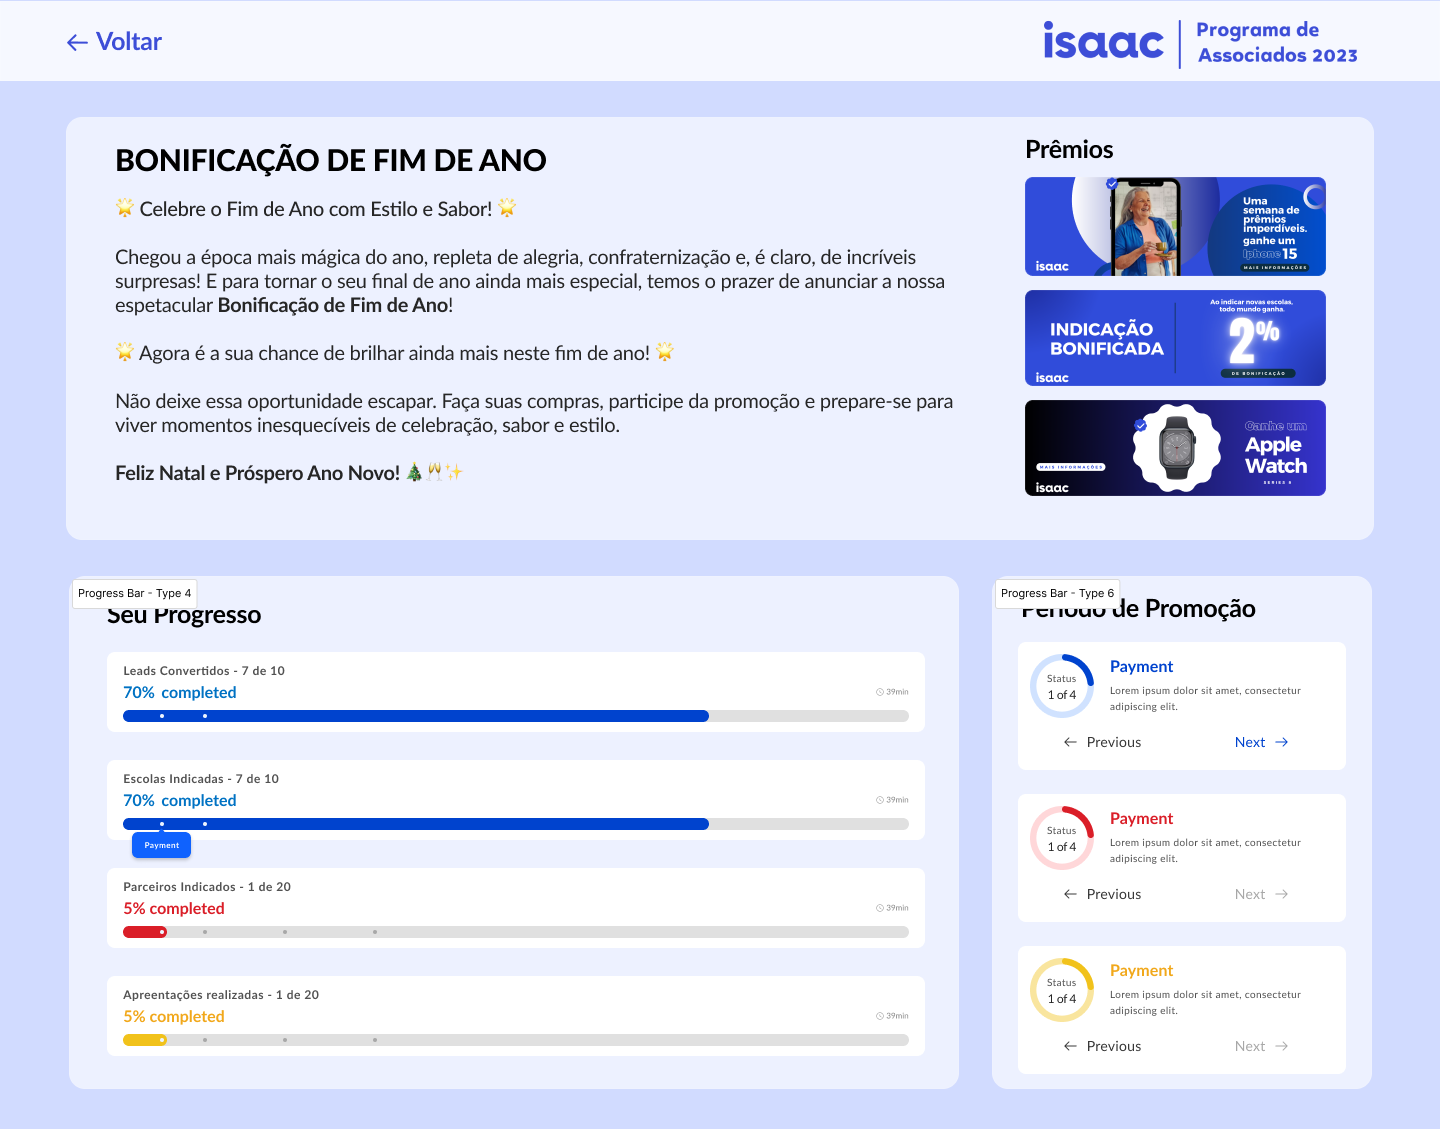 ← Voltar
isaac
Programa de
Associados 2023
BONIFICAÇÃO DE FIM DE ANO
🌟 Celebre o Fim de Ano com Estilo e Sabor! 🌟
Chegou a época mais mágica do ano, repleta de alegria, confraternização e, é claro, de incríveis
surpresas! E para tornar o seu final de ano ainda mais especial, temos o prazer de anunciar a nossa
espetacular Bonificação de Fim de Ano!
🌟 Agora é a sua chance de brilhar ainda mais neste fim de ano! 🌟
Não deixe essa oportunidade escapar. Faça suas compras, participe da promoção e prepare-se para
viver momentos inesquecíveis de celebração, sabor e estilo.
Feliz Natal e Próspero Ano Novo! 🎄🥂✨
Prêmios
Uma
semana de
prêmios
imperdíveis.
ganhe um
Iphone 15
MAIS INFORMAÇÕES
isaac
INDICAÇÃO
BONIFICADA
isaac
Ao indicar novas escolas,
todo mundo ganha.
2%
DE BONIFICAÇÃO
MAIS INFORMAÇÕES
isaac
Ganhe um
Apple
Watch
SERIES 8
Progress Bar - Type 4
Seu Progresso
Leads Convertidos - 7 de 10
70% completed
39min
Escolas Indicadas - 7 de 10
70% completed
39min
Payment
Parceiros Indicados - 1 de 20
5% completed
39min
Apreentações realizadas - 1 de 20
5% completed
39min
Progress Bar - Type 6
Período de Promoção
Status
1 of 4
Payment
Lorem ipsum dolor sit amet, consectetur
adipiscing elit.
← Previous
Next →
Status
1 of 4
Payment
Lorem ipsum dolor sit amet, consectetur
adipiscing elit.
← Previous
Next →
Status
1 of 4
Payment
Lorem ipsum dolor sit amet, consectetur
adipiscing elit.
← Previous
Next →